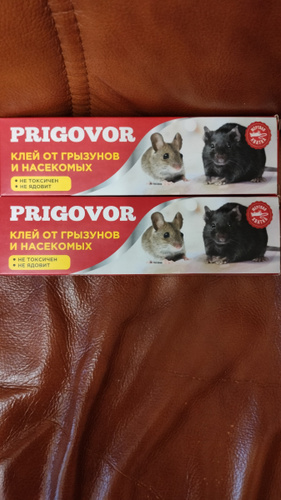 PRIGOVOR
КЛЕЙ ОТ ГРЫЗУНОВ
И НАСЕКОМЫХ
• НЕ ТОКСИЧЕН
• НЕ ЯДОВИТ
PRIGOVOR
КЛЕЙ ОТ ГРЫЗУНОВ
И НАСЕКОМЫХ
• НЕ ТОКСИЧЕН
• НЕ ЯДОВИТ